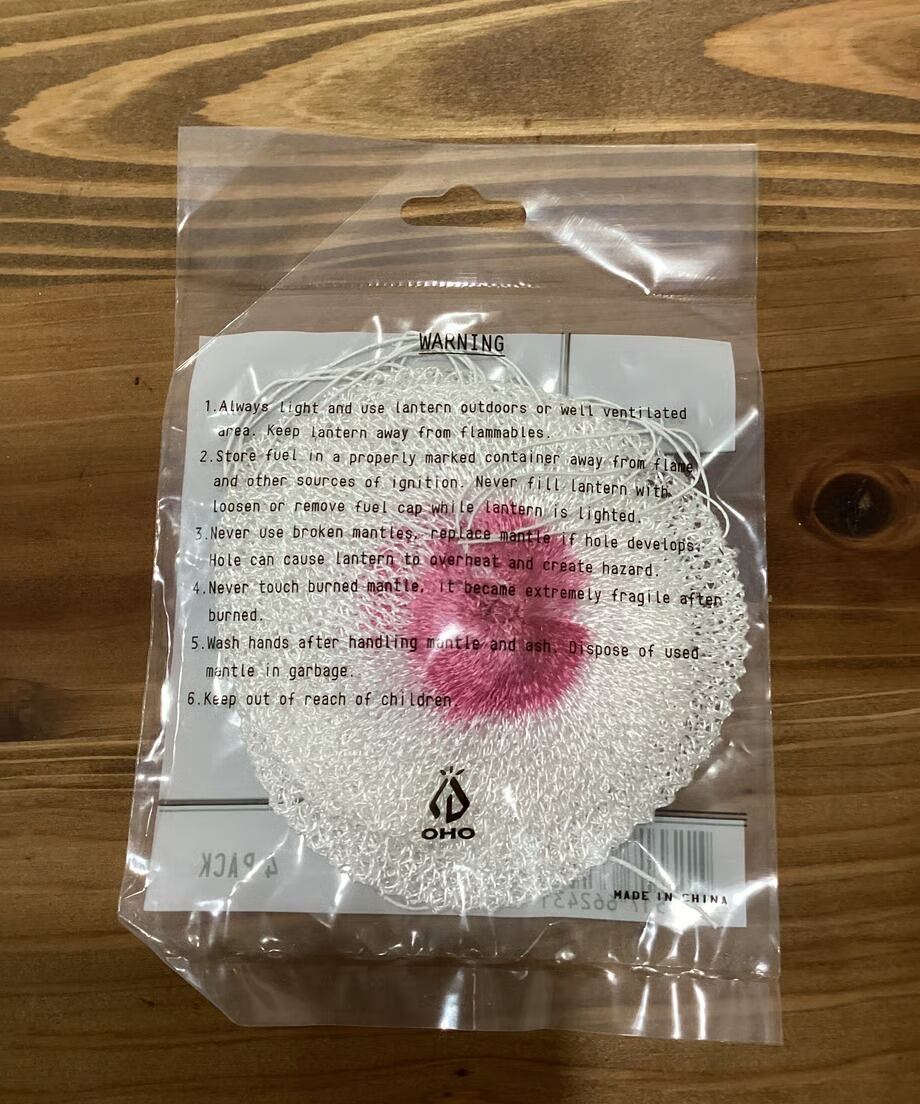 WARNING
1.Always light and use lantern outdoors or well ventilated
area. Keep lantern away from flammables.
2.Store fuel in a properly marked container away from flame
and other sources of ignition. Never fill lantern with
loosen or remove fuel cap while lantern is lighted.
3.Never use broken mantles, replace mantle if hole develops.
Hole can cause lantern to overheat and create hazard.
4.Never touch burned mantle, it became extremely fragile after
burned.
5.Wash hands after handling mantle and ash. Dispose of used
mantle in garbage.
6.Keep out of reach of children
OHO
4 PACK
MADE IN CHINA